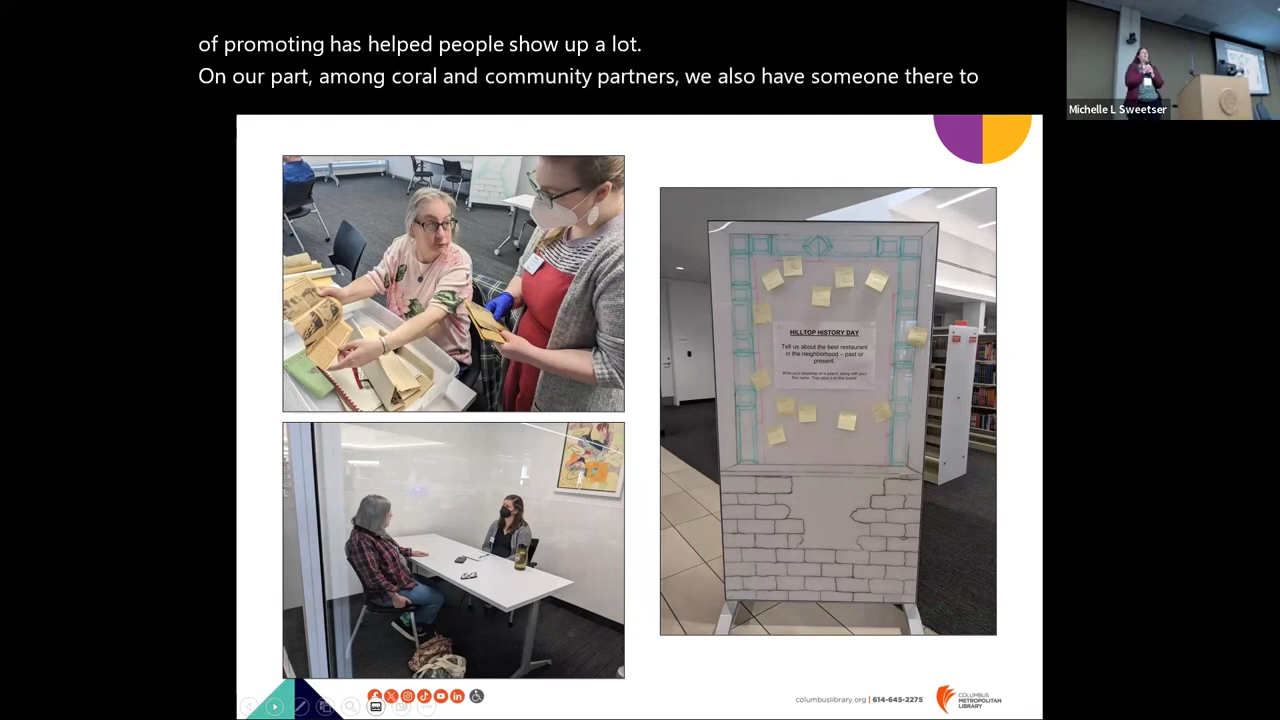 of promoting has helped people show up a lot.
On our part, among coral and community partners, we also have someone there to
Michelle L Sweetser
HILLTOP HISTORY DAY
Tell us about the best restaurant
in the neighborhood – past or
present.
columbuslibrary.org | 614-645-2275
COLUMBUS
METROPOLITAN
LIBRARY